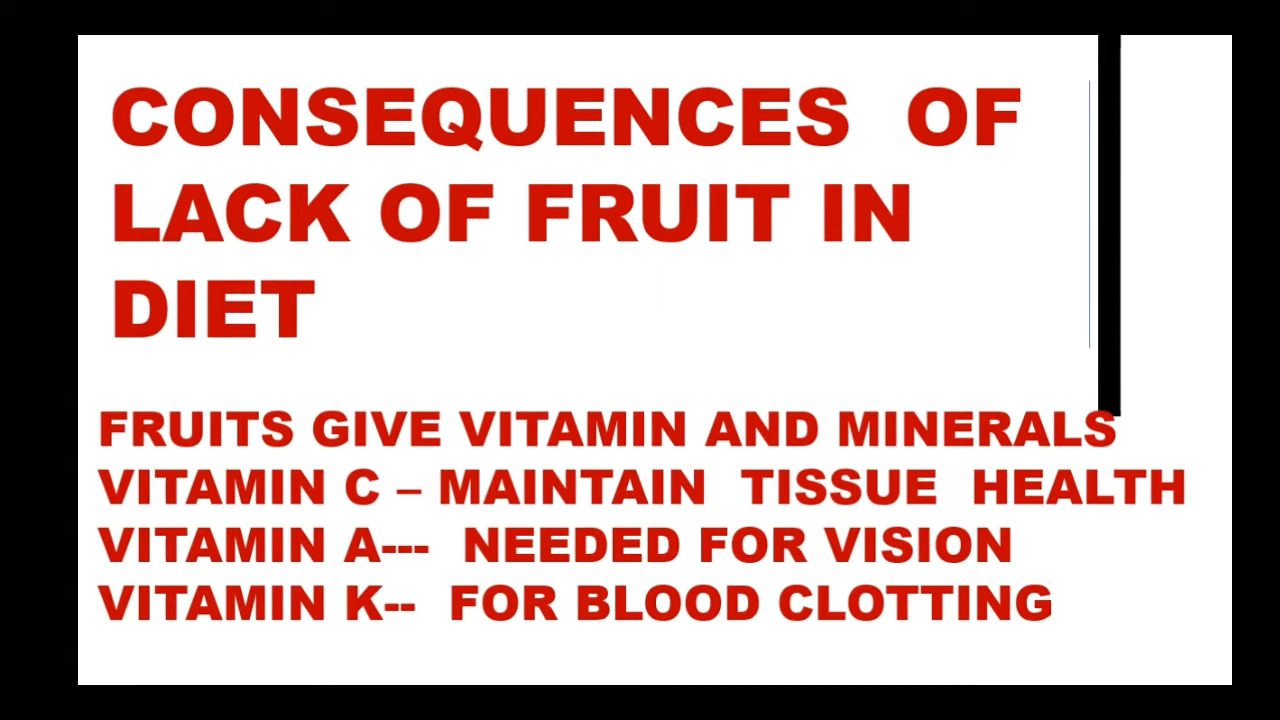 CONSEQUENCES OF
LACK OF FRUIT IN
DIET
FRUITS GIVE VITAMIN AND MINERALS
VITAMIN C – MAINTAIN TISSUE HEALTH
VITAMIN A--- NEEDED FOR VISION
VITAMIN K-- FOR BLOOD CLOTTING